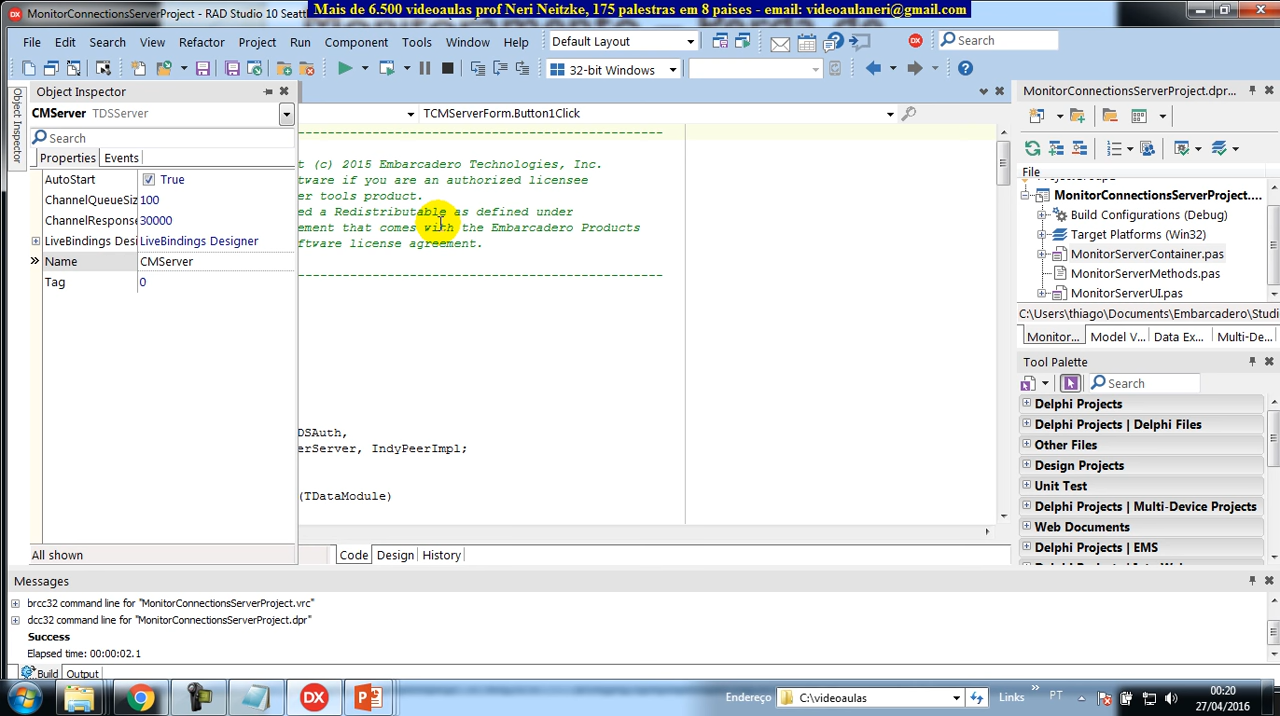 Mais de 6.500 videoaulas prof Neri Neitzke, 175 palestras em 8 paises - email: videoaulaneri@gmail.com
MonitorConnectionsServerProject - RAD Studio 10 Seatt
File Edit Search View Refactor Project Run Component Tools Window Help Default Layout Search
32-bit Windows
Object Inspector
Object Inspector
CMServer TDSServer
Search
Properties Events
AutoStart True
ChannelQueueSiz 100
ChannelResponse 30000
LiveBindings Desi LiveBindings Designer
Name CMServer
Tag 0
All shown
TCMServerForm.Button1Click
t (c) 2015 Embarcadero Technologies, Inc.
tware if you are an authorized licensee
er tools product.
ed a Redistributable as defined under
ement that comes with the Embarcadero Products
oftware license agreement.
DSAuth,
erServer, IndyPeerImpl;
(TDataModule)
Code Design History
MonitorConnectionsServerProject.dpr...
File
MonitorConnectionsServerProject....
Build Configurations (Debug)
Target Platforms (Win32)
MonitorServerContainer.pas
MonitorServerMethods.pas
MonitorServerUI.pas
C:\Users\thiago\Documents\Embarcadero\Studi
Monitor... Model V... Data Ex... Multi-De...
Tool Palette
Search
Delphi Projects
Delphi Projects | Delphi Files
Other Files
Design Projects
Unit Test
Delphi Projects | Multi-Device Projects
Web Documents
Delphi Projects | EMS
Messages
brcc32 command line for "MonitorConnectionsServerProject.vrc"
dcc32 command line for "MonitorConnectionsServerProject.dpr"
Success
Elapsed time: 00:00:02.1
Build Output
Endereço C:\videoaulas Links PT 00:20
27/04/2016